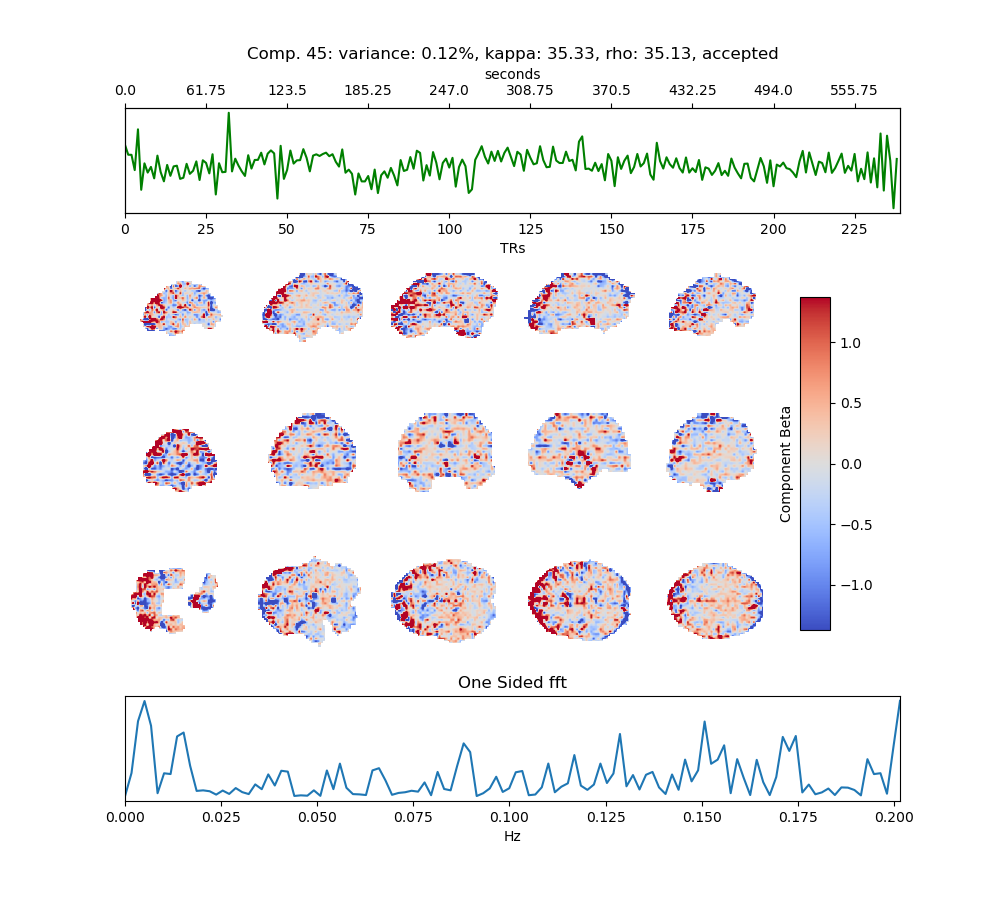 Comp. 45: variance: 0.12%, kappa: 35.33, rho: 35.13, accepted
seconds
0.0 61.75 123.5 185.25 247.0 308.75 370.5 432.25 494.0 555.75
0 25 50 75 100 125 150 175 200 225
TRs
1.0
0.5
0.0
−0.5
−1.0
Component Beta
One Sided fft
0.000 0.025 0.050 0.075 0.100 0.125 0.150 0.175 0.200
Hz